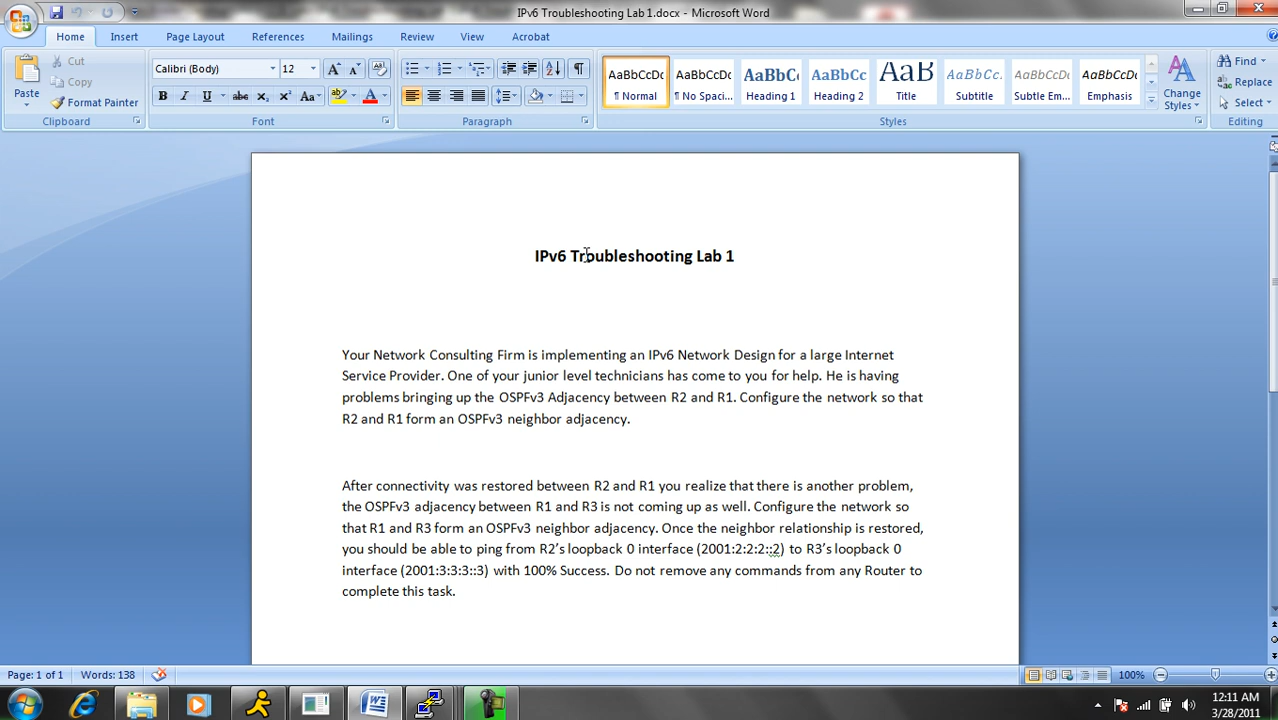 IPv6 Troubleshooting Lab 1.docx - Microsoft Word
Home Insert Page Layout References Mailings Review View Acrobat
Paste
Cut
Copy
Format Painter
Clipboard
Calibri (Body) 12
Font
Paragraph
AaBbCcDc AaBbCcDc AaBbC AaBbCc AaB AaBbCc. AaBbCcDc AaBbCcDc
¶ Normal ¶ No Spaci... Heading 1 Heading 2 Title Subtitle Subtle Em... Emphasis
Change
Styles
Styles
Find
Replace
Select
Editing
IPv6 Troubleshooting Lab 1
Your Network Consulting Firm is implementing an IPv6 Network Design for a large Internet
Service Provider. One of your junior level technicians has come to you for help. He is having
problems bringing up the OSPFv3 Adjacency between R2 and R1. Configure the network so that
R2 and R1 form an OSPFv3 neighbor adjacency.
After connectivity was restored between R2 and R1 you realize that there is another problem,
the OSPFv3 adjacency between R1 and R3 is not coming up as well. Configure the network so
that R1 and R3 form an OSPFv3 neighbor adjacency. Once the neighbor relationship is restored,
you should be able to ping from R2's loopback 0 interface (2001:2:2:2::2) to R3's loopback 0
interface (2001:3:3:3::3) with 100% Success. Do not remove any commands from any Router to
complete this task.
Page: 1 of 1 Words: 138 100%
12:11 AM
3/28/2011